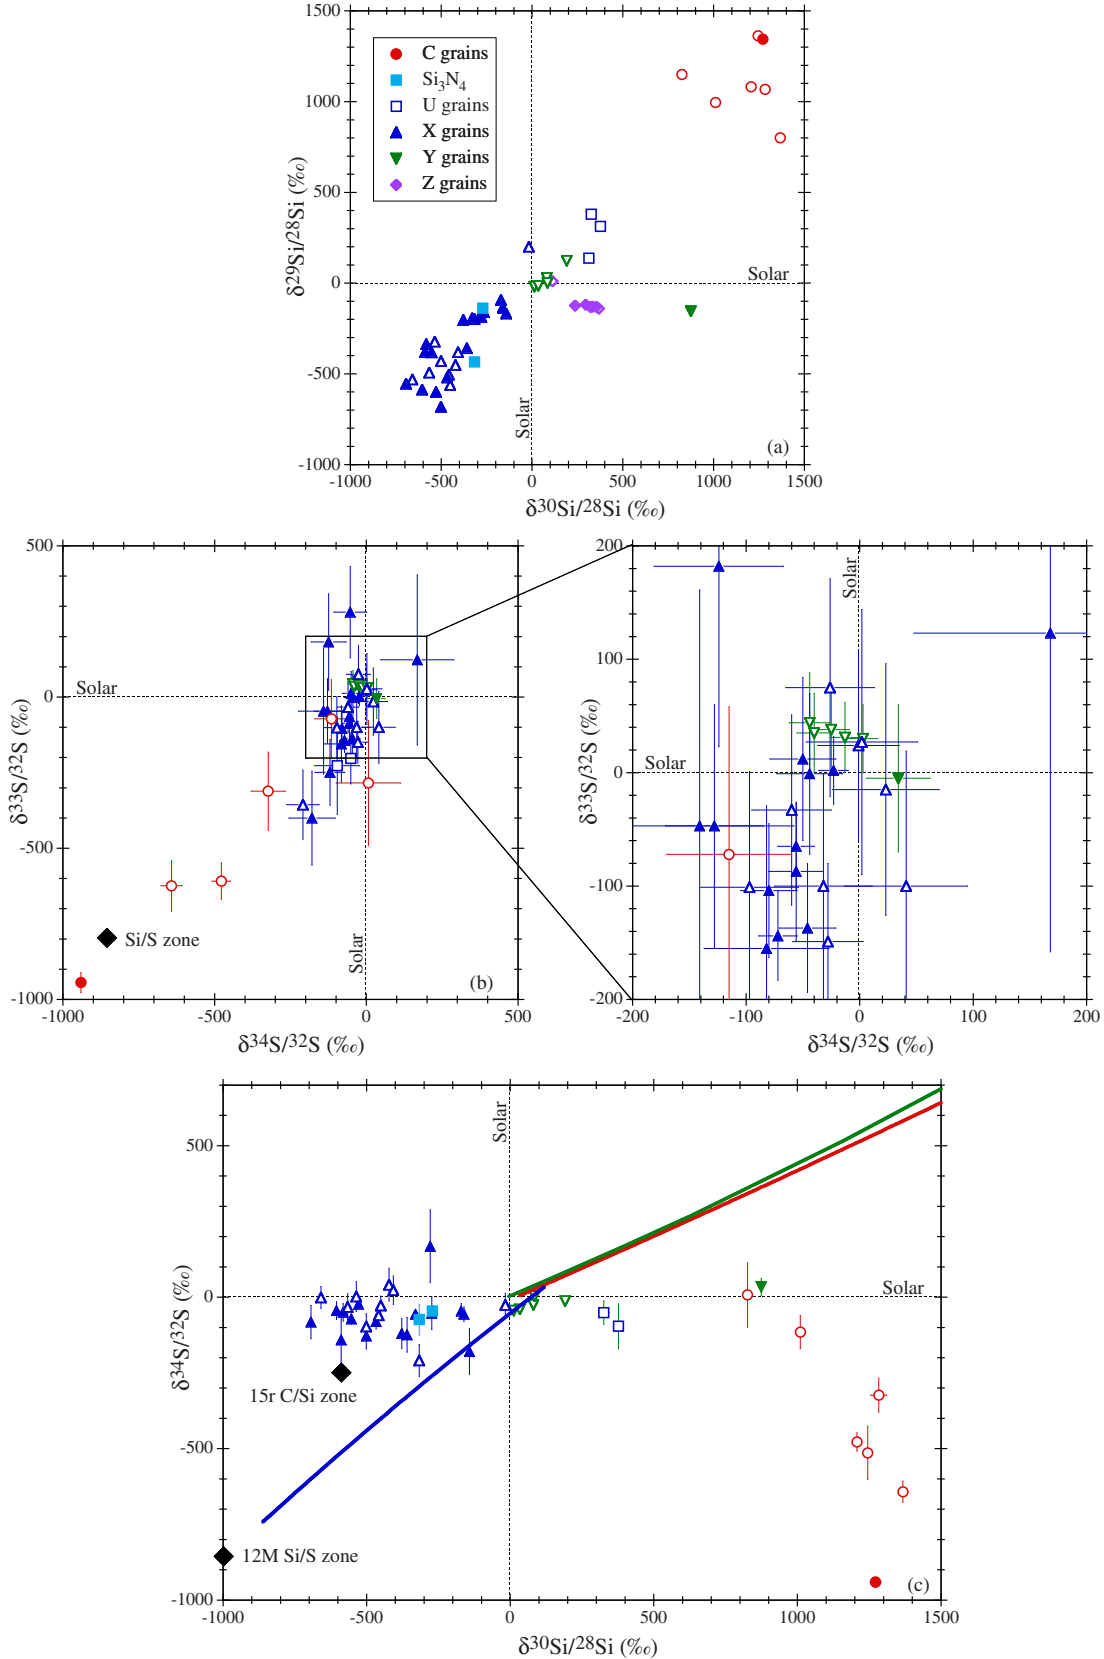 1500
1000
500
0
-500
-1000
δ²⁹Si/²⁸Si (‰)
C grains
Si₃N₄
U grains
X grains
Y grains
Z grains
Solar
Solar
(a)
-1000
-500
0
500
1000
1500
δ³⁰Si/²⁸Si (‰)
500
0
-500
-1000
δ³³S/³²S (‰)
Solar
Si/S zone
Solar
(b)
-1000
-500
0
500
δ³⁴S/³²S (‰)
200
100
0
-100
-200
δ³³S/³²S (‰)
Solar
Solar
-200
-100
0
100
200
δ³⁴S/³²S (‰)
500
0
-500
-1000
δ³⁴S/³²S (‰)
Solar
Solar
15r C/Si zone
12M Si/S zone
(c)
-1000
-500
0
500
1000
1500
δ³⁰Si/²⁸Si (‰)